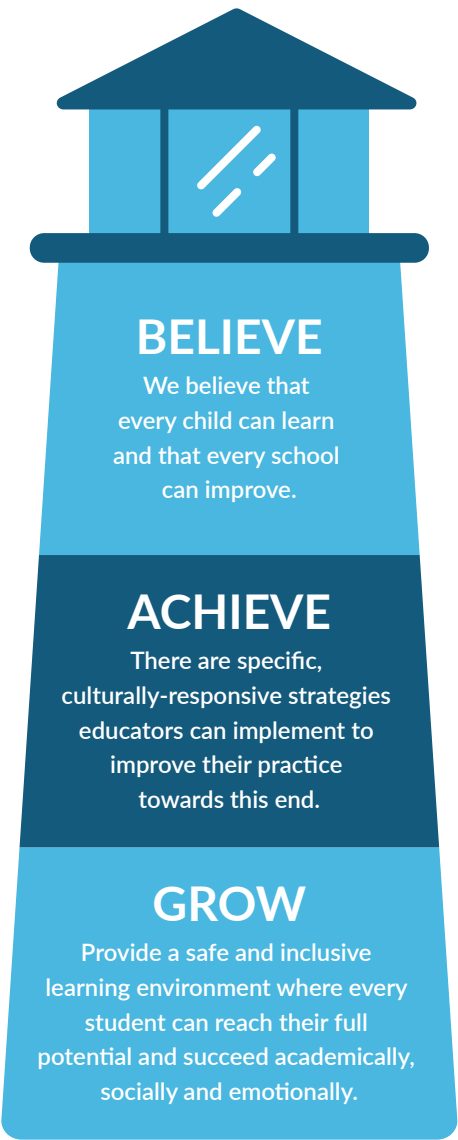 BELIEVE
We believe that
every child can learn
and that every school
can improve.
ACHIEVE
There are specific,
culturally-responsive strategies
educators can implement to
improve their practice
towards this end.
GROW
Provide a safe and inclusive
learning environment where every
student can reach their full
potential and succeed academically,
socially and emotionally.